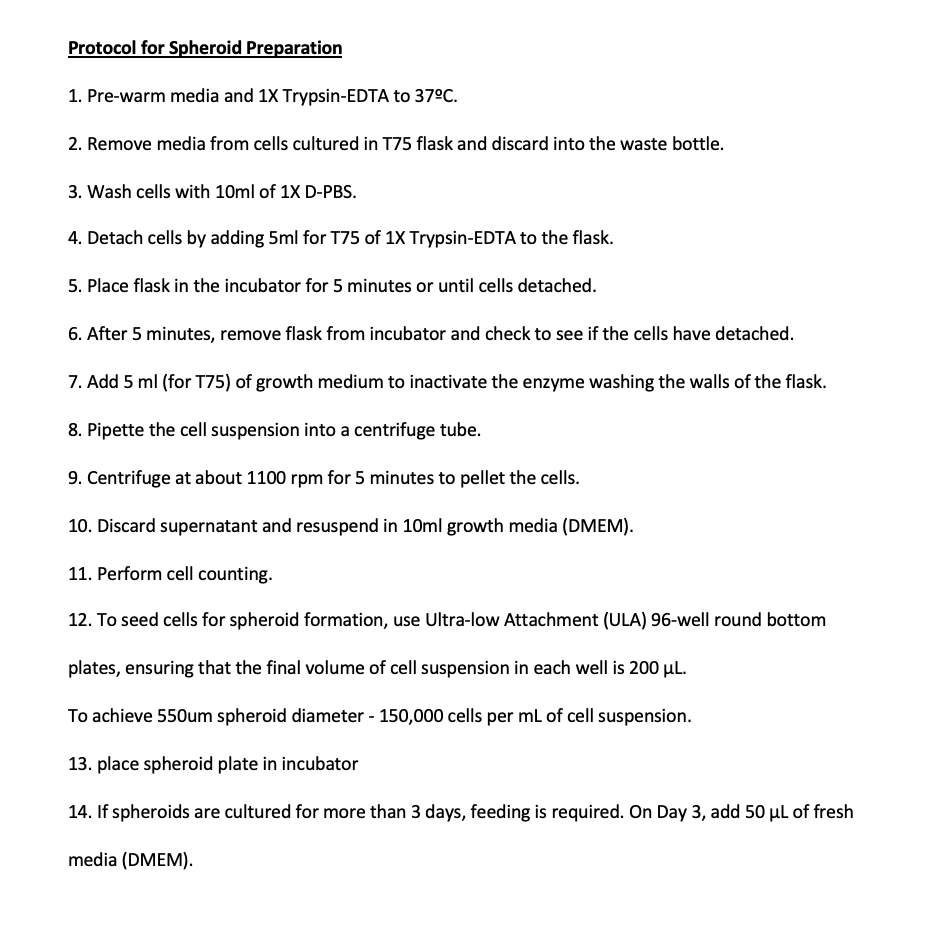 Protocol for Spheroid Preparation
1. Pre-warm media and 1X Trypsin-EDTA to 37ºC.
2. Remove media from cells cultured in T75 flask and discard into the waste bottle.
3. Wash cells with 10ml of 1X D-PBS.
4. Detach cells by adding 5ml for T75 of 1X Trypsin-EDTA to the flask.
5. Place flask in the incubator for 5 minutes or until cells detached.
6. After 5 minutes, remove flask from incubator and check to see if the cells have detached.
7. Add 5 ml (for T75) of growth medium to inactivate the enzyme washing the walls of the flask.
8. Pipette the cell suspension into a centrifuge tube.
9. Centrifuge at about 1100 rpm for 5 minutes to pellet the cells.
10. Discard supernatant and resuspend in 10ml growth media (DMEM).
11. Perform cell counting.
12. To seed cells for spheroid formation, use Ultra-low Attachment (ULA) 96-well round bottom
plates, ensuring that the final volume of cell suspension in each well is 200 µL.
To achieve 550um spheroid diameter - 150,000 cells per mL of cell suspension.
13. place spheroid plate in incubator
14. If spheroids are cultured for more than 3 days, feeding is required. On Day 3, add 50 µL of fresh
media (DMEM).